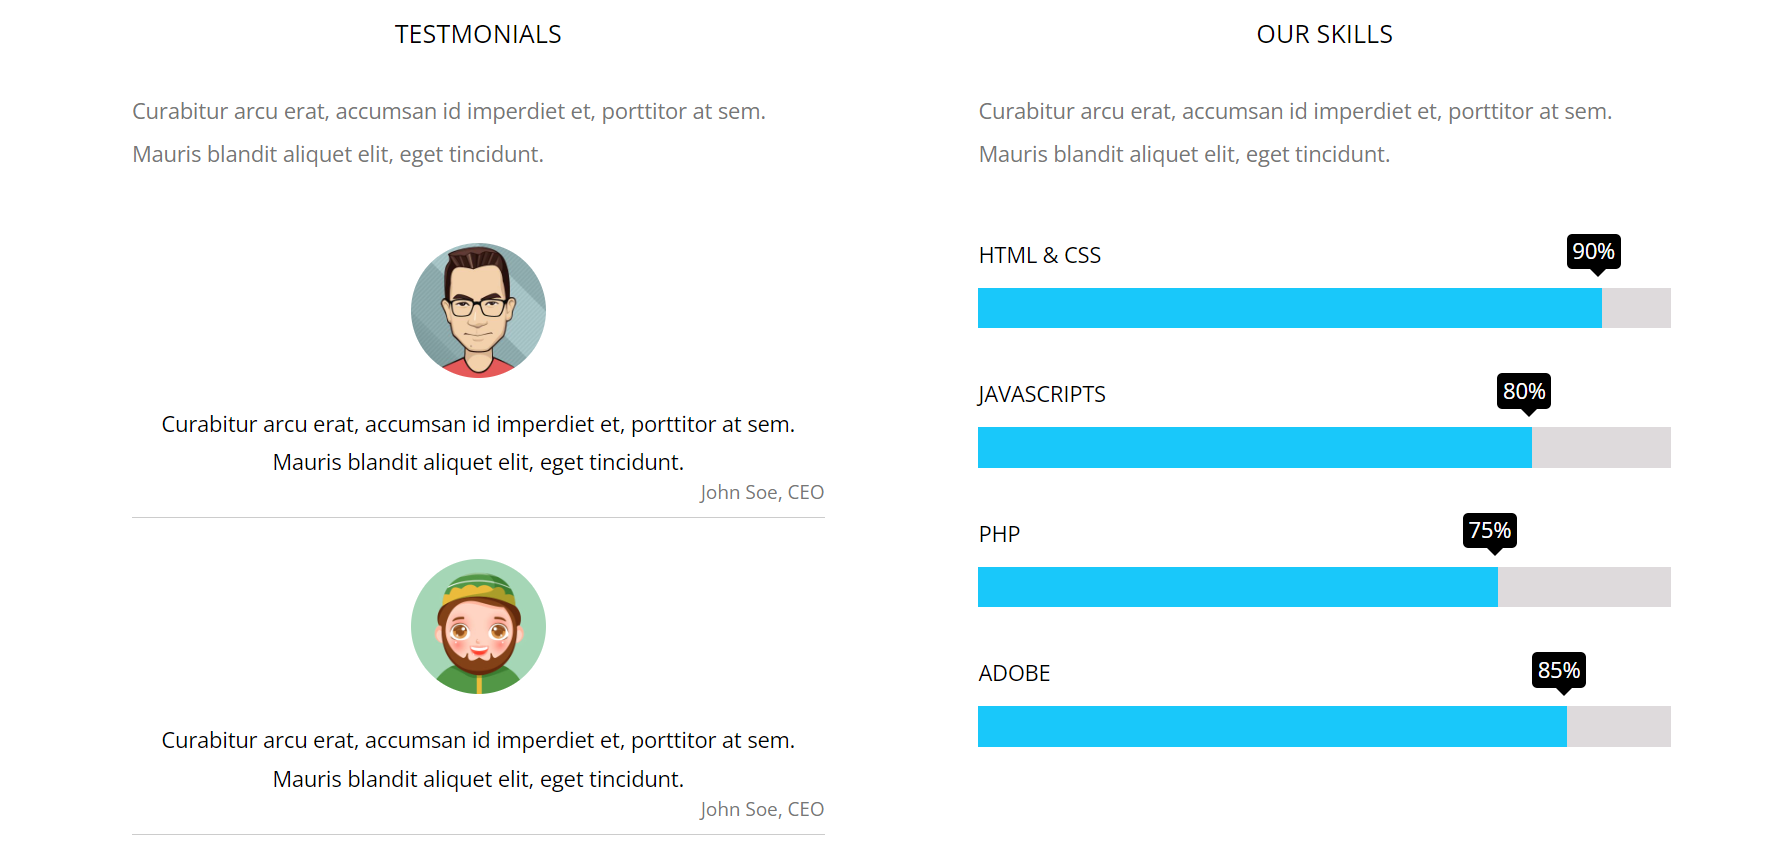 TESTMONIALS
Curabitur arcu erat, accumsan id imperdiet et, porttitor at sem.
Mauris blandit aliquet elit, eget tincidunt.
Curabitur arcu erat, accumsan id imperdiet et, porttitor at sem.
Mauris blandit aliquet elit, eget tincidunt.
John Soe, CEO
Curabitur arcu erat, accumsan id imperdiet et, porttitor at sem.
Mauris blandit aliquet elit, eget tincidunt.
John Soe, CEO
OUR SKILLS
Curabitur arcu erat, accumsan id imperdiet et, porttitor at sem.
Mauris blandit aliquet elit, eget tincidunt.
HTML & CSS
90%
JAVASCRIPTS
80%
PHP
75%
ADOBE
85%